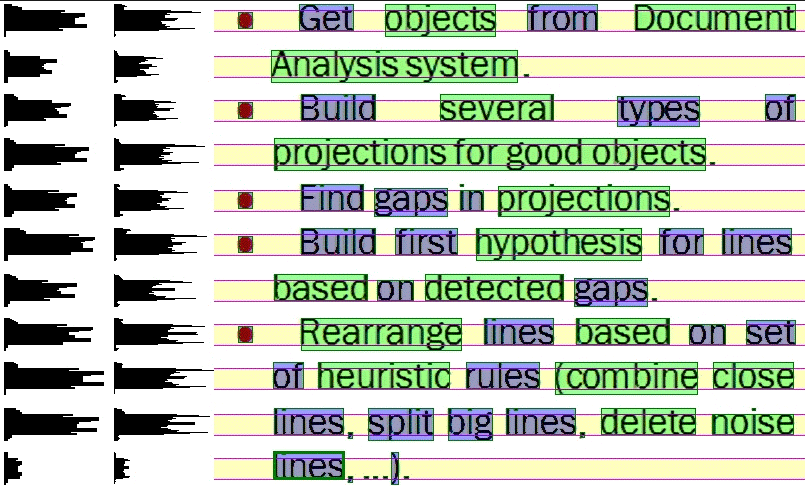 • Get objects from Document
Analysis system.
• Build several types of
projections for good objects.
• Find gaps in projections.
• Build first hypothesis for lines
based on detected gaps.
• Rearrange lines based on set
of heuristic rules (combine close
lines, split big lines, delete noise
lines, ...).